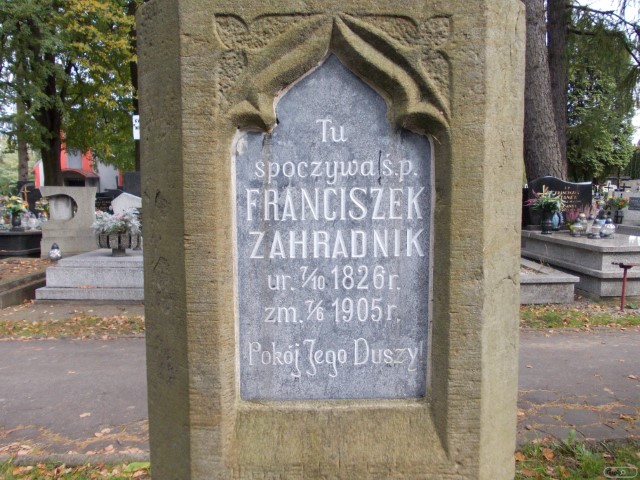 Tu
spoczywa ś.p.
FRANCISZEK
ZAHRADNIK
ur. 7/10 1826 r.
zm. 7/6 1905 r.
Pokój Jego Duszy!